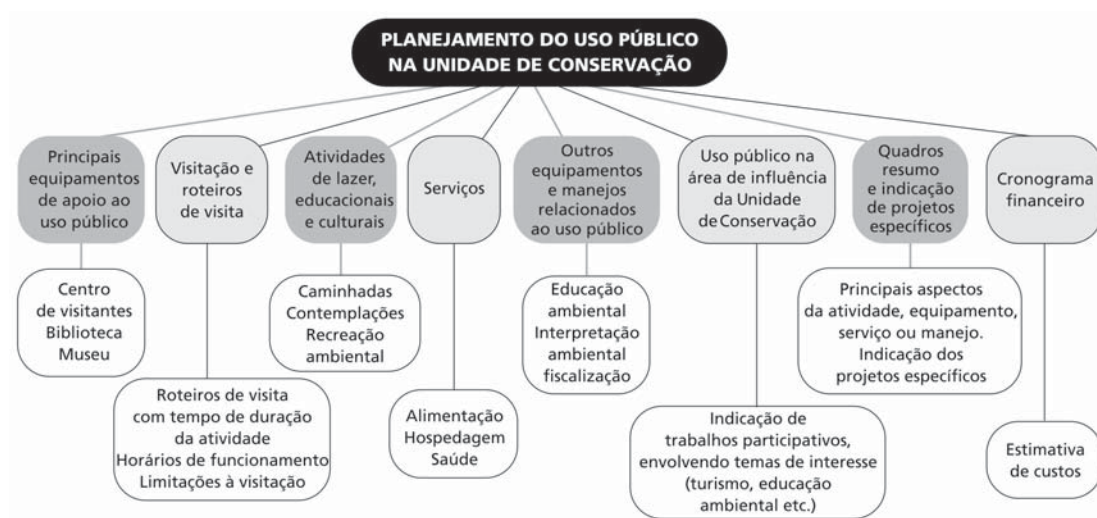 PLANEJAMENTO DO USO PÚBLICO
NA UNIDADE DE CONSERVAÇÃO
Principais
equipamentos
de apoio ao
uso público
Visitação e
roteiros
de visita
Atividades
de lazer,
educacionais
e culturais
Serviços
Outros
equipamentos
e manejos
relacionados
ao uso público
Uso público na
área de influência
da Unidade
de Conservação
Quadros
resumo
e indicação
de projetos
específicos
Cronograma
financeiro
Centro
de visitantes
Biblioteca
Museu
Roteiros de visita
com tempo de duração
da atividade
Horários de funcionamento
Limitações à visitação
Caminhadas
Contemplações
Recreação
ambiental
Alimentação
Hospedagem
Saúde
Educação
ambiental
Interpretação
ambiental
fiscalização
Indicação de
trabalhos participativos,
envolvendo temas de interesse
(turismo, educação
ambiental etc.)
Principais aspectos
da atividade, equipamento,
serviço ou manejo.
Indicação dos
projetos específicos
Estimativa
de custos